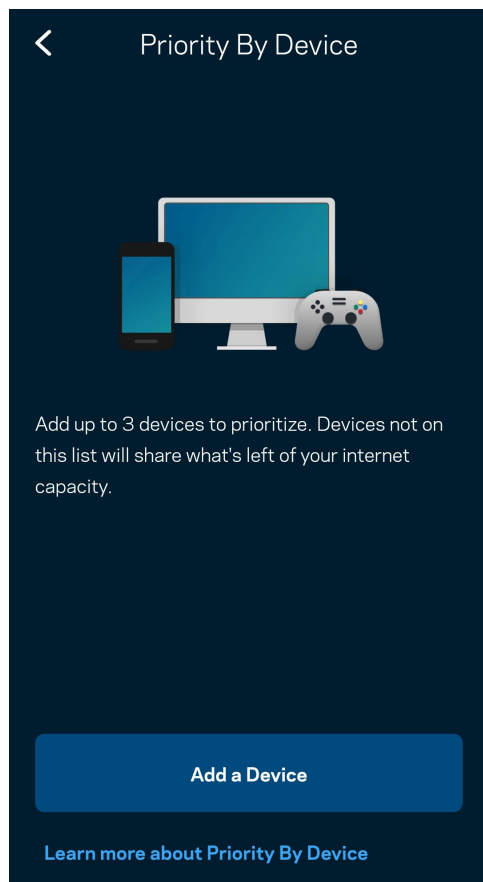 Priority By Device
Add up to 3 devices to prioritize. Devices not on
this list will share what's left of your internet
capacity.
Add a Device
Learn more about Priority By Device